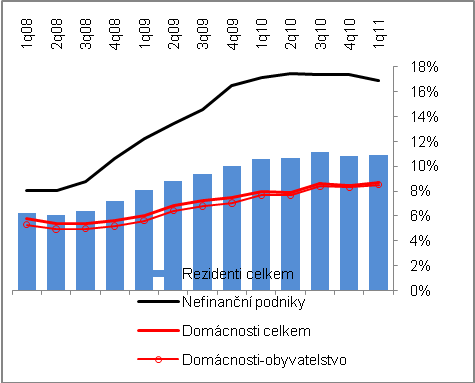 1q08 2q08 3q08 4q08 1q09 2q09 3q09 4q09 1q10 2q10 3q10 4q10 1q11
18%
16%
14%
12%
10%
8%
6%
4%
2%
0%
Rezidenti celkem
Nefinanční podniky
Domácnosti celkem
Domácnosti-obyvatelstvo